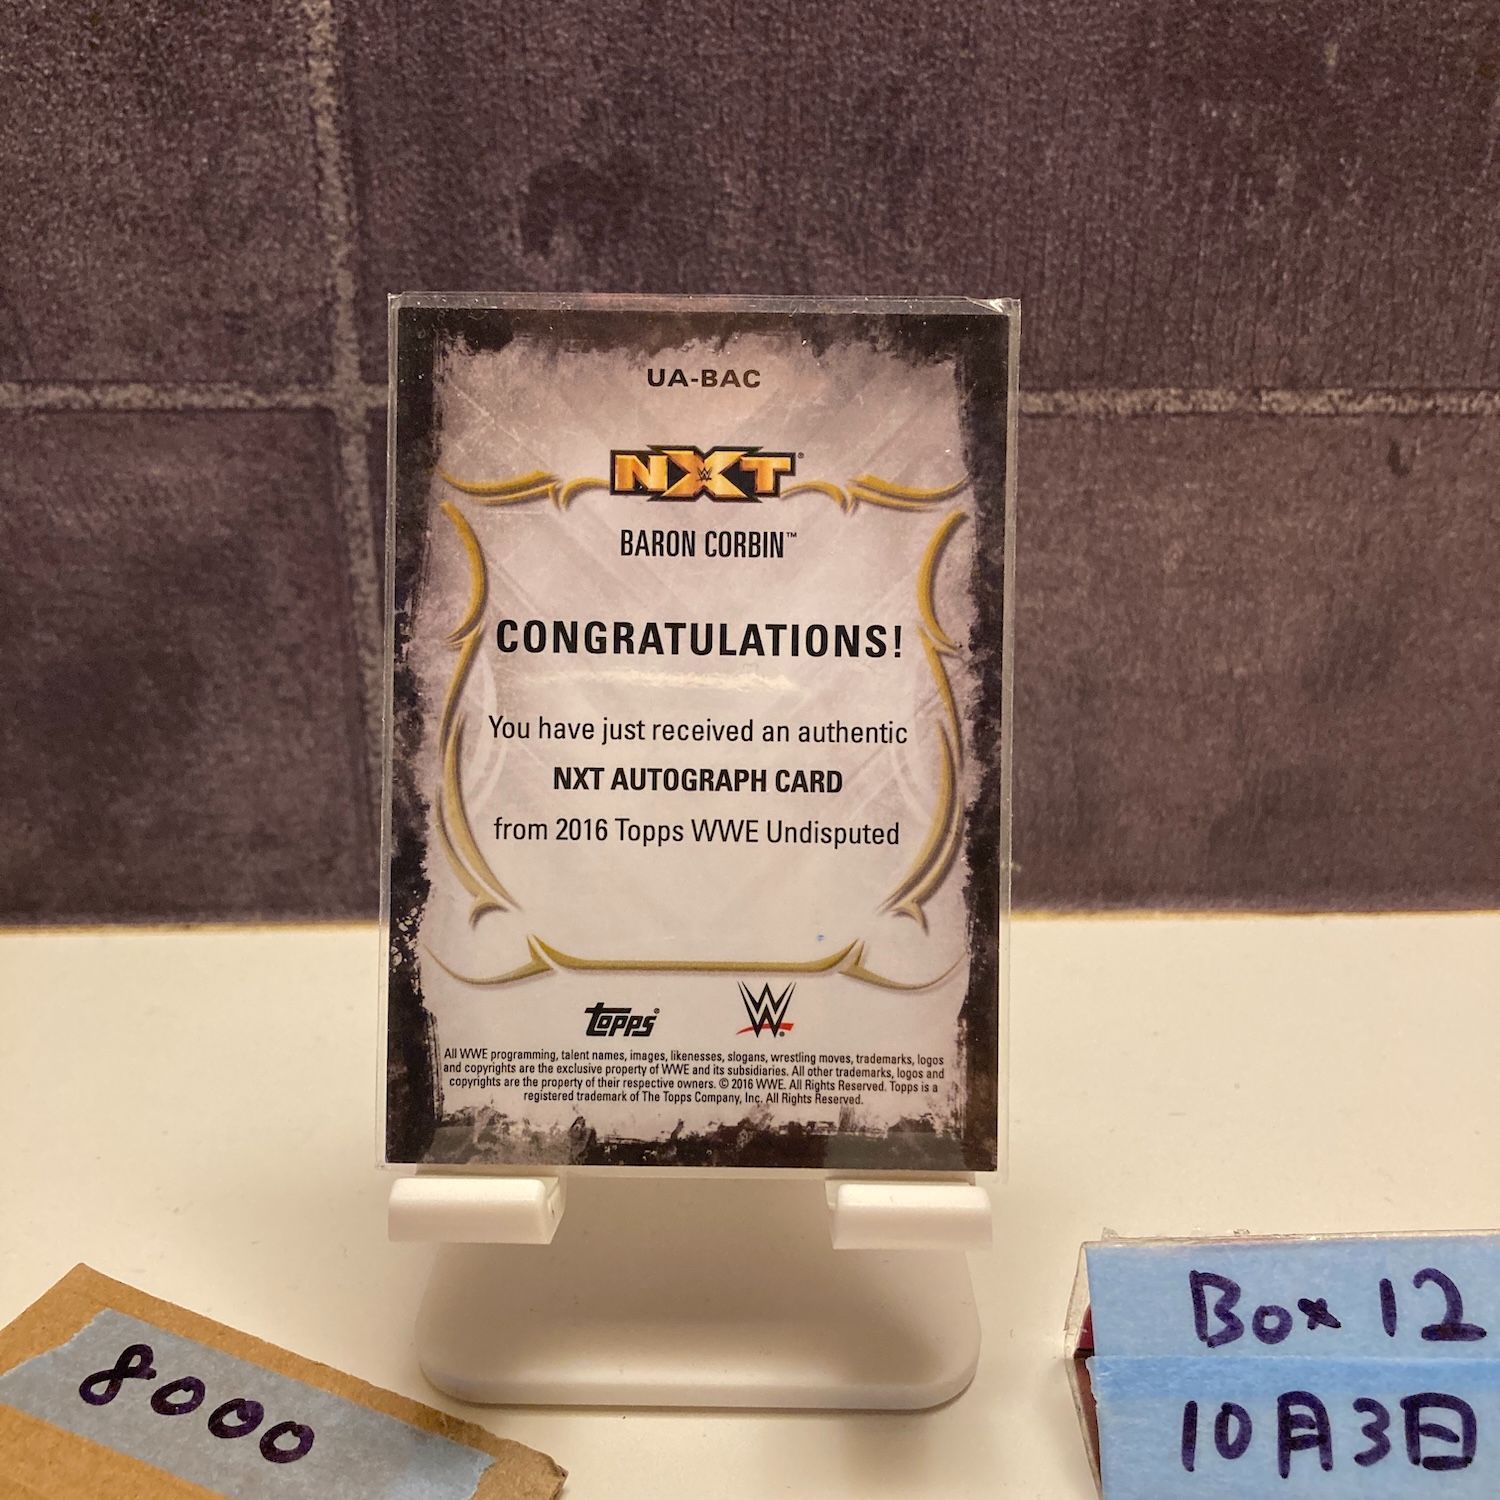 UA-BAC
NXT
BARON CORBIN™
CONGRATULATIONS!
You have just received an authentic
NXT AUTOGRAPH CARD
from 2016 Topps WWE Undisputed
topps® W
All WWE programming, talent names, images, likenesses, slogans, wrestling moves, trademarks, logos
and copyrights are the exclusive property of WWE and its subsidiaries. All other trademarks, logos and
copyrights are the property of their respective owners. © 2016 WWE. All Rights Reserved. Topps is a
registered trademark of The Topps Company, Inc. All Rights Reserved.
8000
Box 12
10月3日